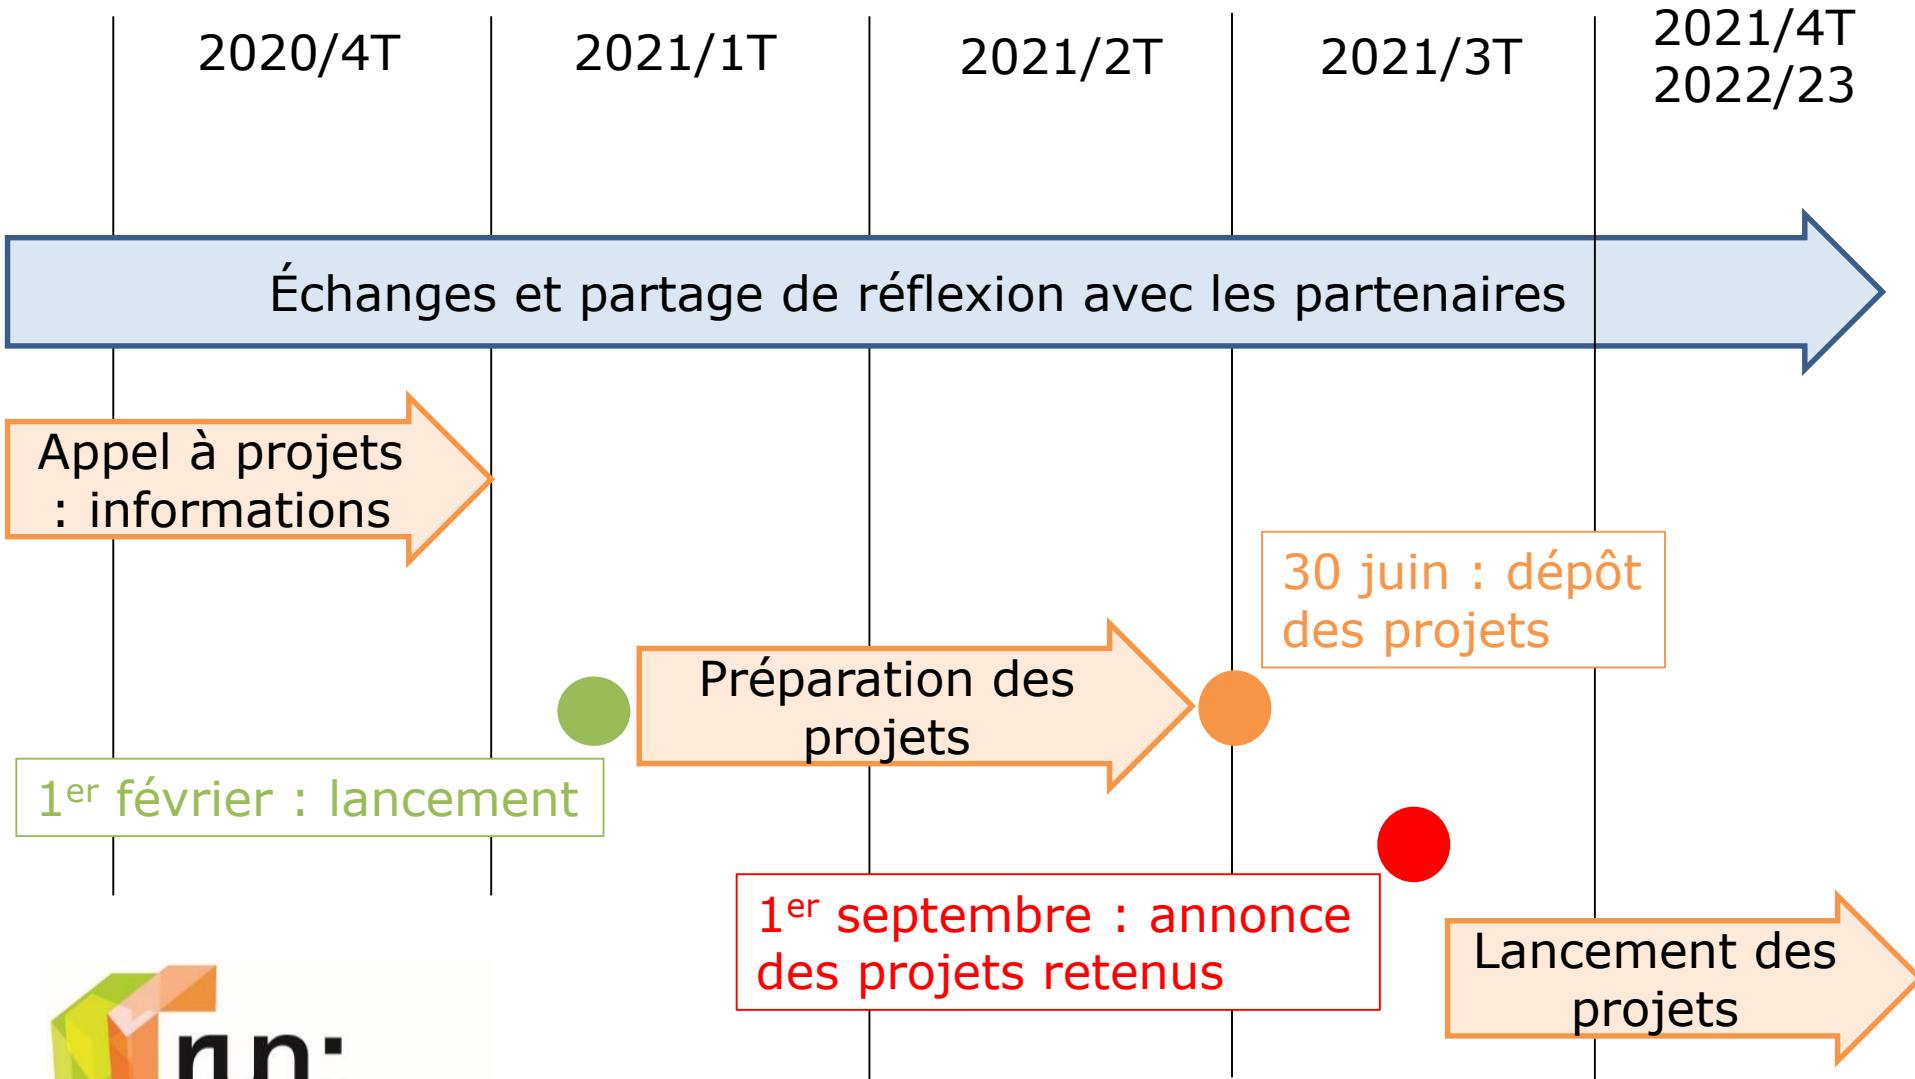 2020/4T
2021/1T
2021/2T
2021/3T
2021/4T
2022/23
Échanges et partage de réflexion avec les partenaires
Appel à projets
: informations
30 juin : dépôt
des projets
Préparation des
projets
1er février : lancement
1er septembre : annonce
des projets retenus
Lancement des
projets